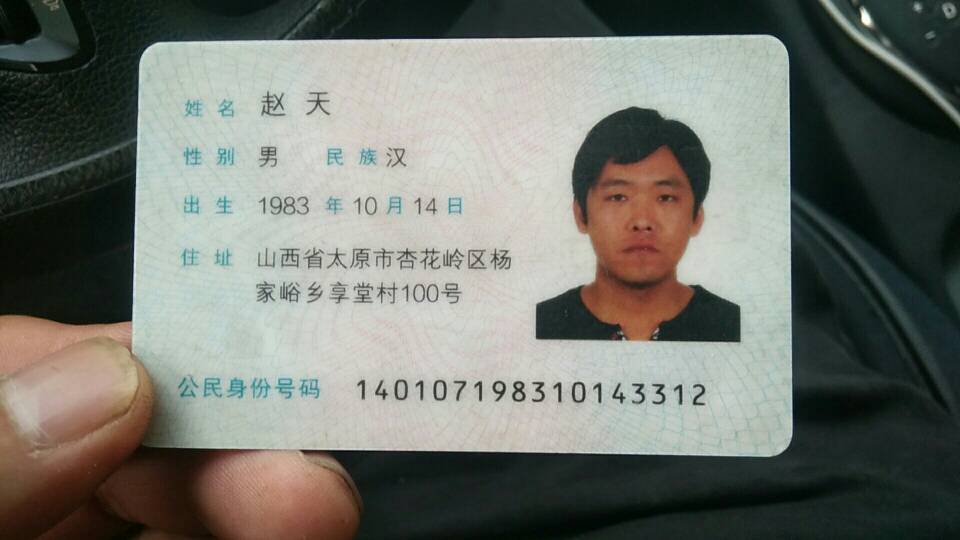 姓名 赵天
性别 男 民族 汉
出生 1983 年 10 月 14 日
住址 山西省太原市杏花岭区杨
家峪乡享堂村100号
公民身份号码 140107198310143312